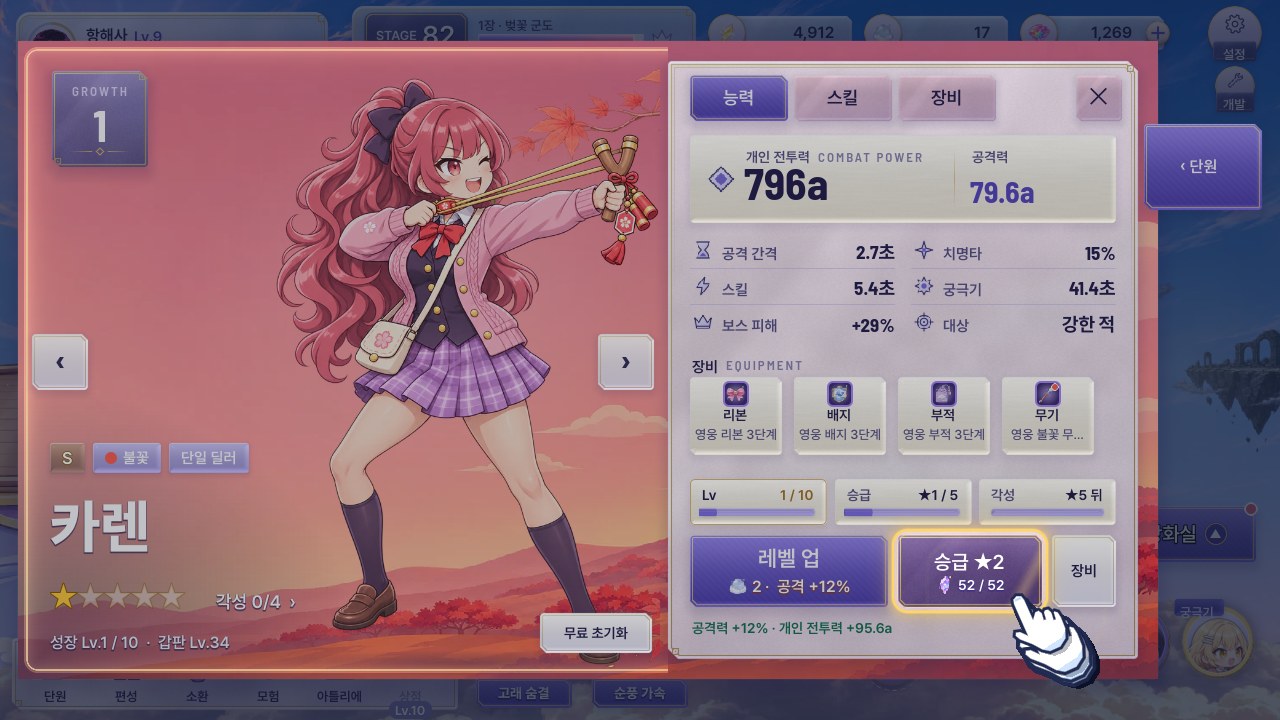 항해사 Lv.9
STAGE 82
1장 · 벚꽃 군도
4,912
17
1,269
설정
개발
‹ 단원
GROWTH
1
S
불꽃
단일 딜러
카렌
각성 0/4 ›
성장 Lv.1 / 10 · 갑판 Lv.34
무료 초기화
능력
스킬
장비
개인 전투력 COMBAT POWER
796a
공격력
79.6a
공격 간격 2.7초
치명타 15%
스킬 5.4초
궁극기 41.4초
보스 피해 +29%
대상 강한 적
장비 EQUIPMENT
리본
영웅 리본 3단계
배지
영웅 배지 3단계
부적
영웅 부적 3단계
무기
영웅 불꽃 무...
Lv 1 / 10
승급 ★1 / 5
각성 ★5 뒤
레벨 업
2 · 공격 +12%
승급 ★2
52 / 52
장비
공격력 +12% · 개인 전투력 +95.6a
화실
궁극기
단원
편성
소환
모험
아틀리에
상점
Lv.10
고래 숨결
순풍 가속